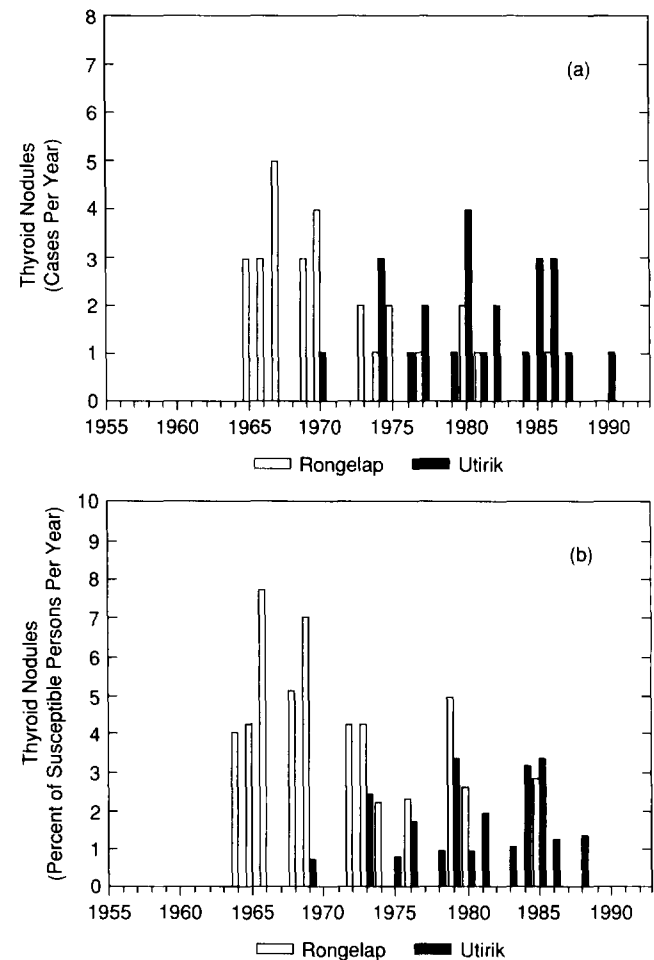 8
(a)
7
6
5
4
3
2
1
0
Thyroid Nodules
(Cases Per Year)
1955 1960 1965 1970 1975 1980 1985 1990
Rongelap Utirik
10
(b)
9
8
7
6
5
4
3
2
1
0
Thyroid Nodules
(Percent of Susceptible Persons Per Year)
1955 1960 1965 1970 1975 1980 1985 1990
Rongelap Utirik